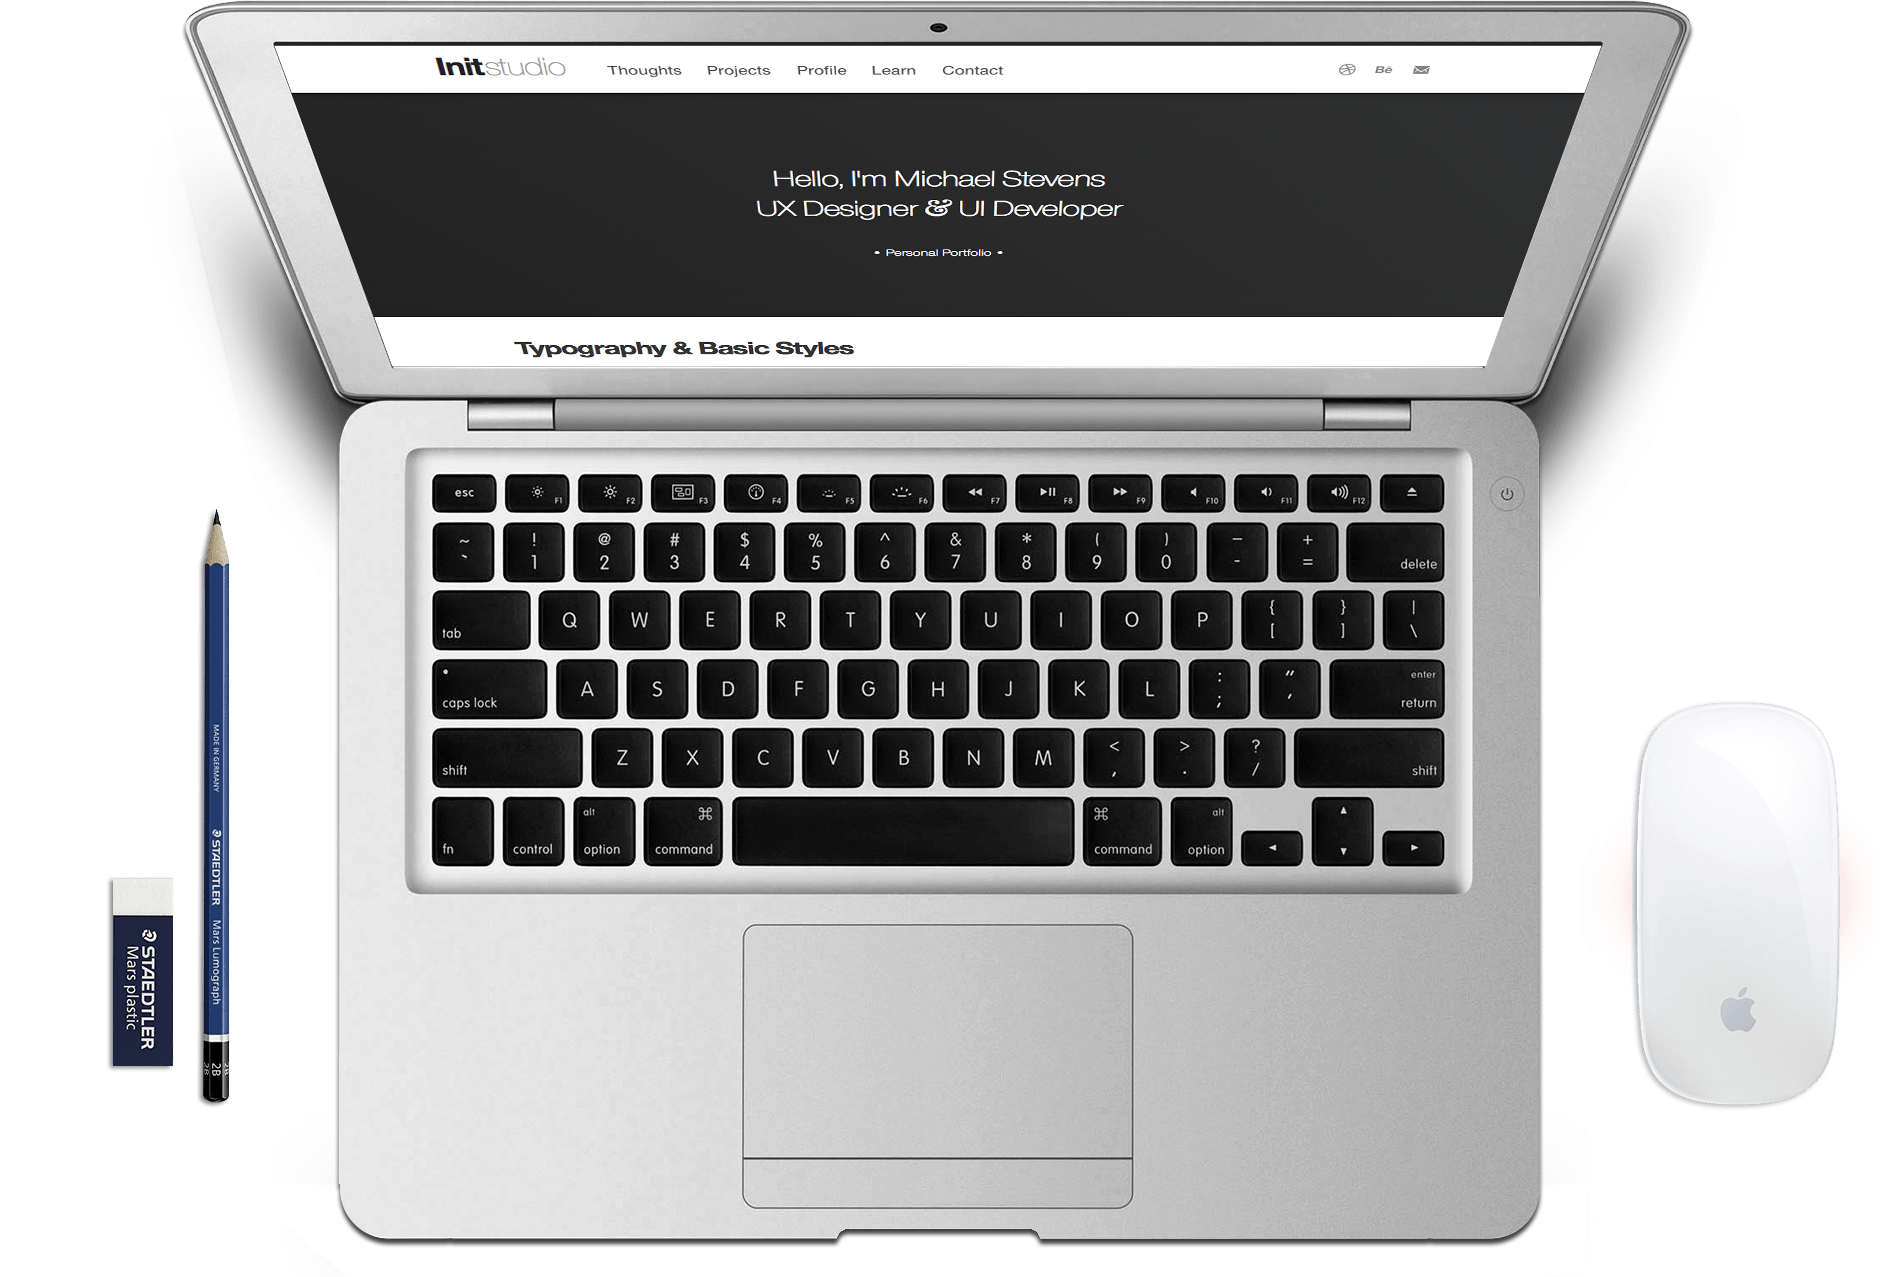 Initstudio Thoughts Projects Profile Learn Contact Bē
Hello, I'm Michael Stevens
UX Designer & UI Developer
• Personal Portfolio •
Typography & Basic Styles
esc F1 F2 F3 F4 F5 F6 F7 F8 F9 F10 F11 F12
~ ! @ # $ % ^ & * ( ) – +
` 1 2 3 4 5 6 7 8 9 0 - = delete
tab Q W E R T Y U I O P { [ } ] | \
caps lock A S D F G H J K L : ; " ' enter return
shift Z X C V B N M < , > . ? / shift
fn control alt option ⌘ command ⌘ command alt option
MADE IN GERMANY STAEDTLER Mars Lumograph 2B 2B 2B
STAEDTLER
Mars plastic